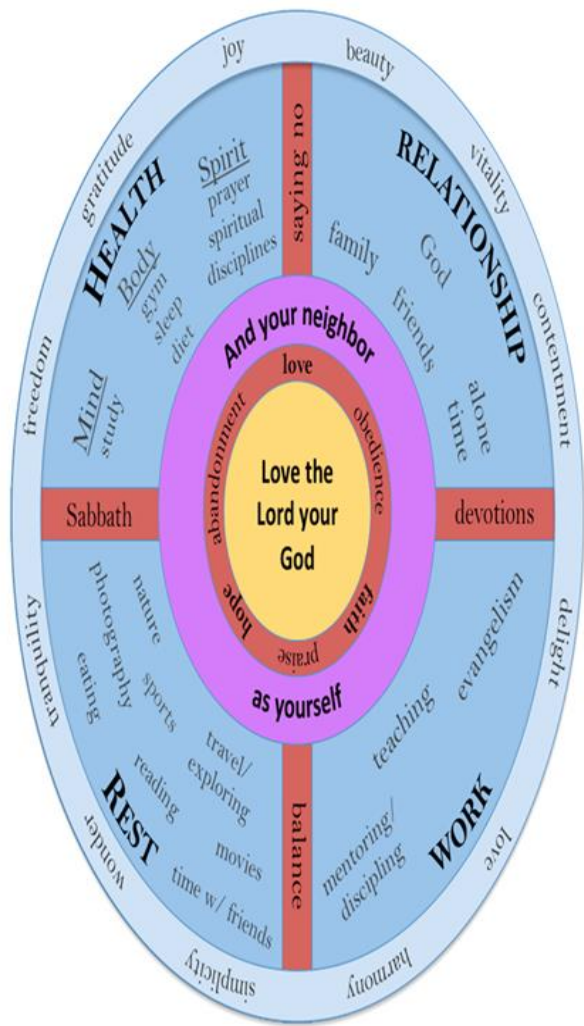 joy
beauty
vitality
contentment
delight
love
harmony
simplicity
wonder
tranquility
freedom
gratitude
HEALTH
Spirit
prayer
spiritual
disciplines
Body
gym
sleep
diet
Mind
study
saying no
RELATIONSHIP
God
family
friends
alone
time
Sabbath
devotions
And your neighbor
as yourself
love
obedience
faith
praise
hope
abandonment
Love the
Lord your
God
REST
nature
photography
eating
sports
travel/
exploring
reading
movies
time w/ friends
balance
WORK
evangelism
teaching
mentoring/
discipling